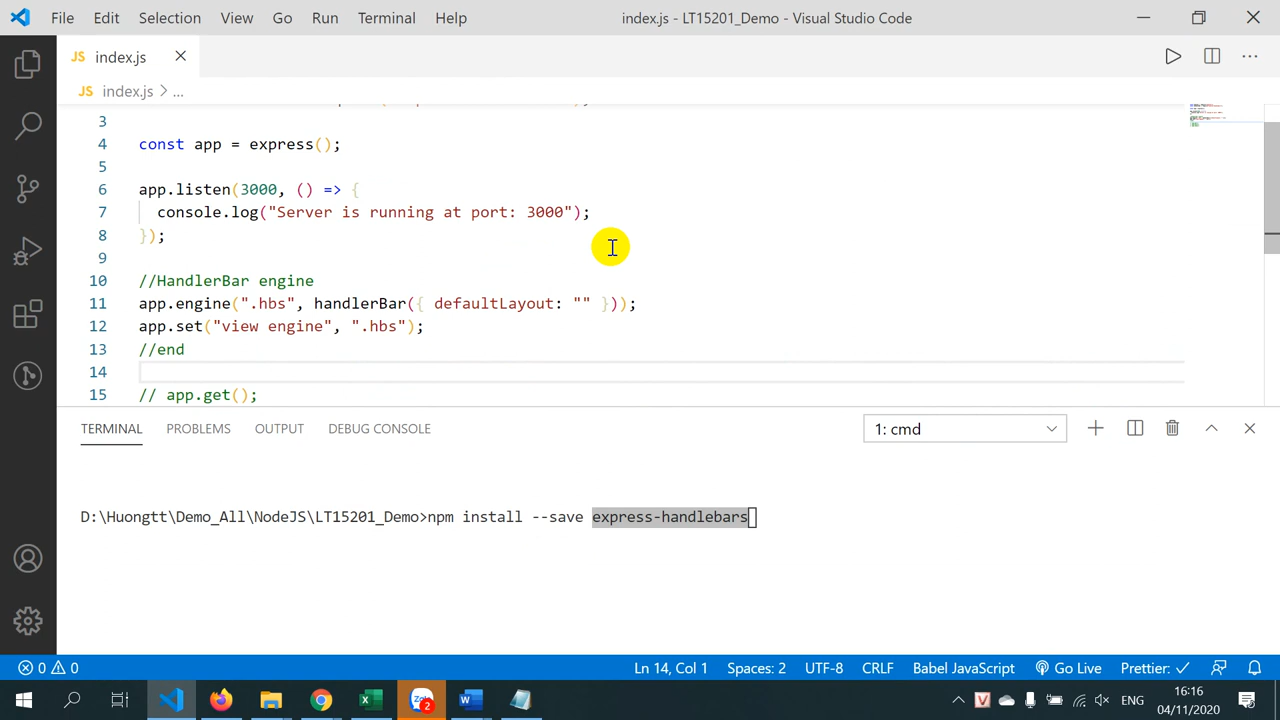 File Edit Selection View Go Run Terminal Help index.js - LT15201_Demo - Visual Studio Code
JS index.js
JS index.js > ...
3
4 const app = express();
5
6 app.listen(3000, () => {
7 console.log("Server is running at port: 3000");
8 });
9
10 //HandlerBar engine
11 app.engine(".hbs", handlerBar({ defaultLayout: "" }));
12 app.set("view engine", ".hbs");
13 //end
14
15 // app.get();
TERMINAL PROBLEMS OUTPUT DEBUG CONSOLE 1: cmd
D:\Huongtt\Demo_All\NodeJS\LT15201_Demo>npm install --save express-handlebars
0 0 Ln 14, Col 1 Spaces: 2 UTF-8 CRLF Babel JavaScript Go Live Prettier: ✓
Zalo 2 V ENG 16:16
04/11/2020